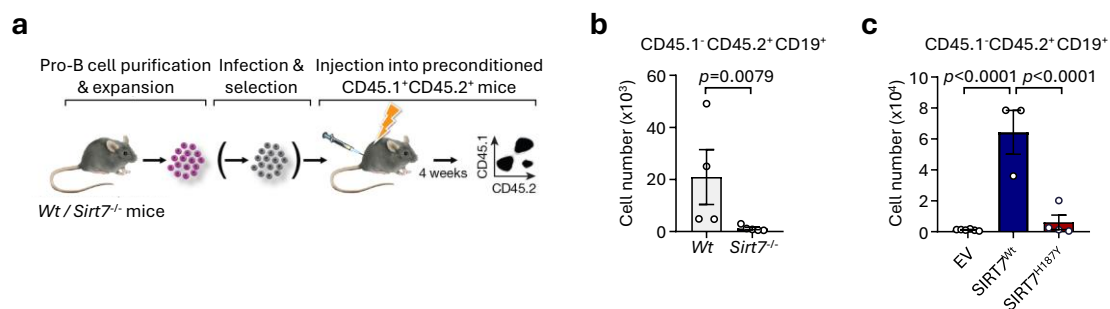 a
Pro-B cell purification
& expansion
Infection &
selection
Injection into preconditioned
CD45.1⁺CD45.2⁺ mice
( )
4 weeks
CD45.1
CD45.2
Wt / Sirt7⁻/⁻ mice
b
CD45.1⁻ CD45.2⁺ CD19⁺
p=0.0079
Cell number (x10³)
60
40
20
0
Wt
Sirt7⁻/⁻
c
CD45.1⁻CD45.2⁺CD19⁺
p<0.0001 p<0.0001
Cell number (x10⁴)
10
8
6
4
2
0
EV
SIRT7ᵂᵗ
SIRT7ᴴ¹⁸⁷ʸ